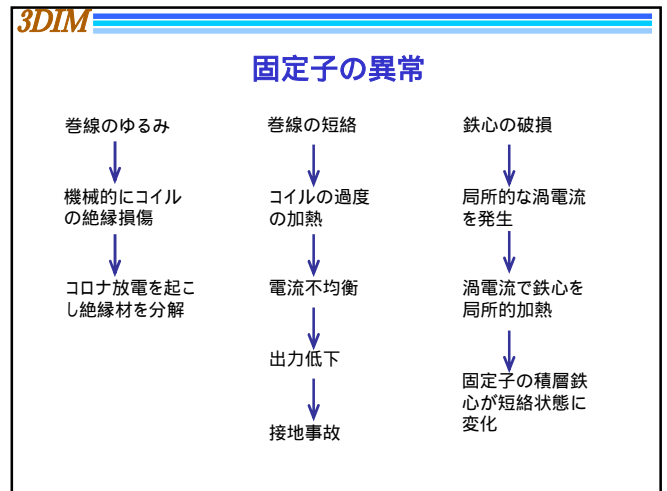 3DIM
固定子の異常
巻線のゆるみ
機械的にコイル
の絶縁損傷
コロナ放電を起こ
し絶縁材を分解
巻線の短絡
コイルの過度
の加熱
電流不均衡
出力低下
接地事故
鉄心の破損
局所的な渦電流
を発生
渦電流で鉄心を
局所的加熱
固定子の積層鉄
心が短絡状態に
変化